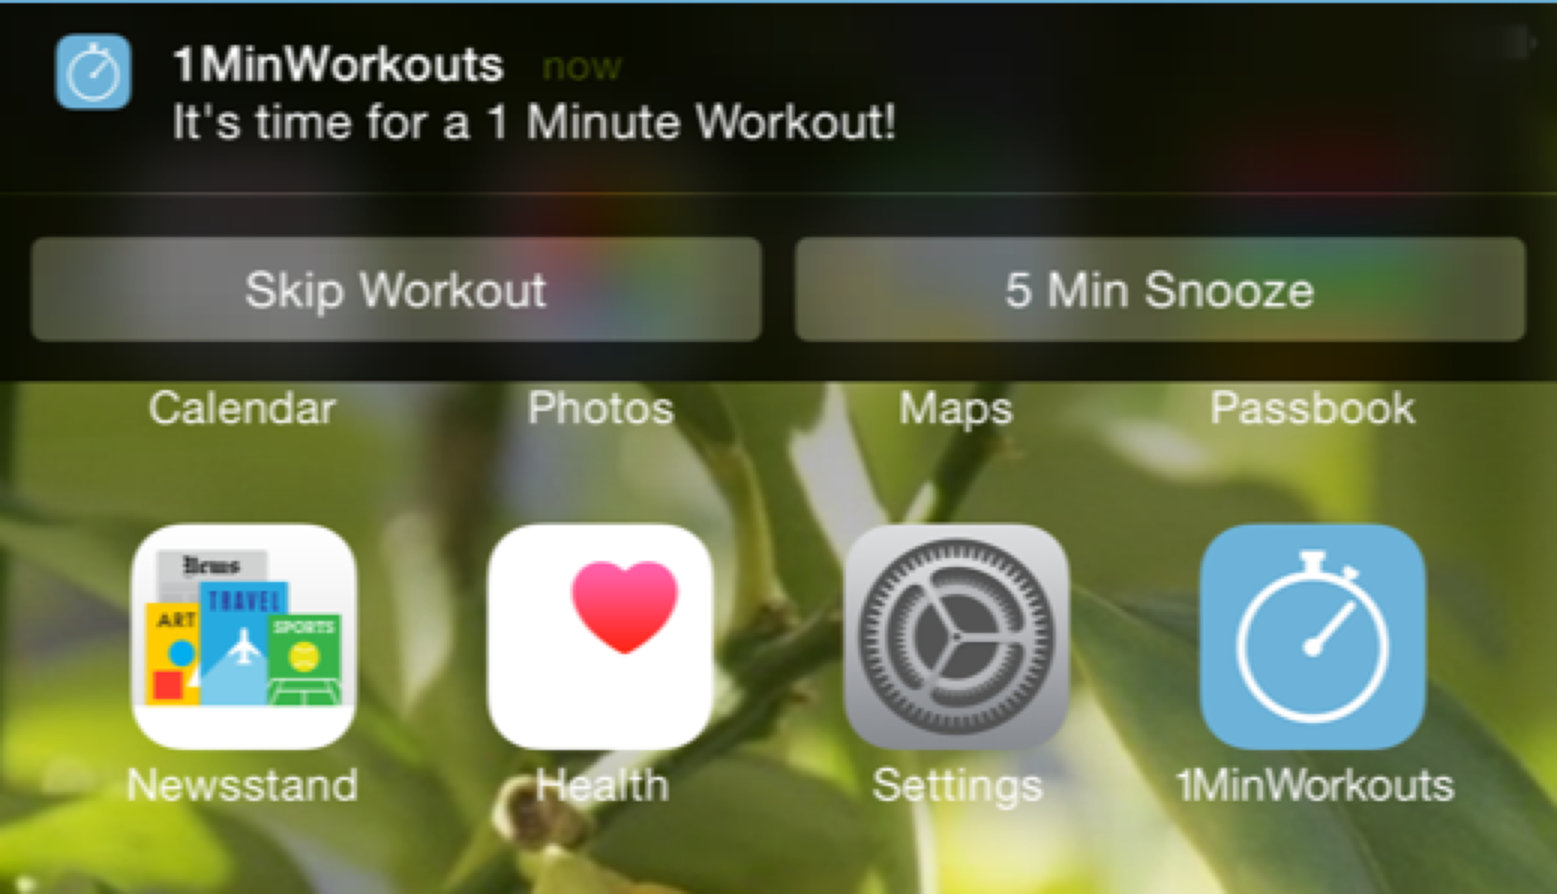 1MinWorkouts now
It's time for a 1 Minute Workout!
Skip Workout 5 Min Snooze
Calendar Photos Maps Passbook
News
TRAVEL
ART
SPORTS
Newsstand Health Settings 1MinWorkouts